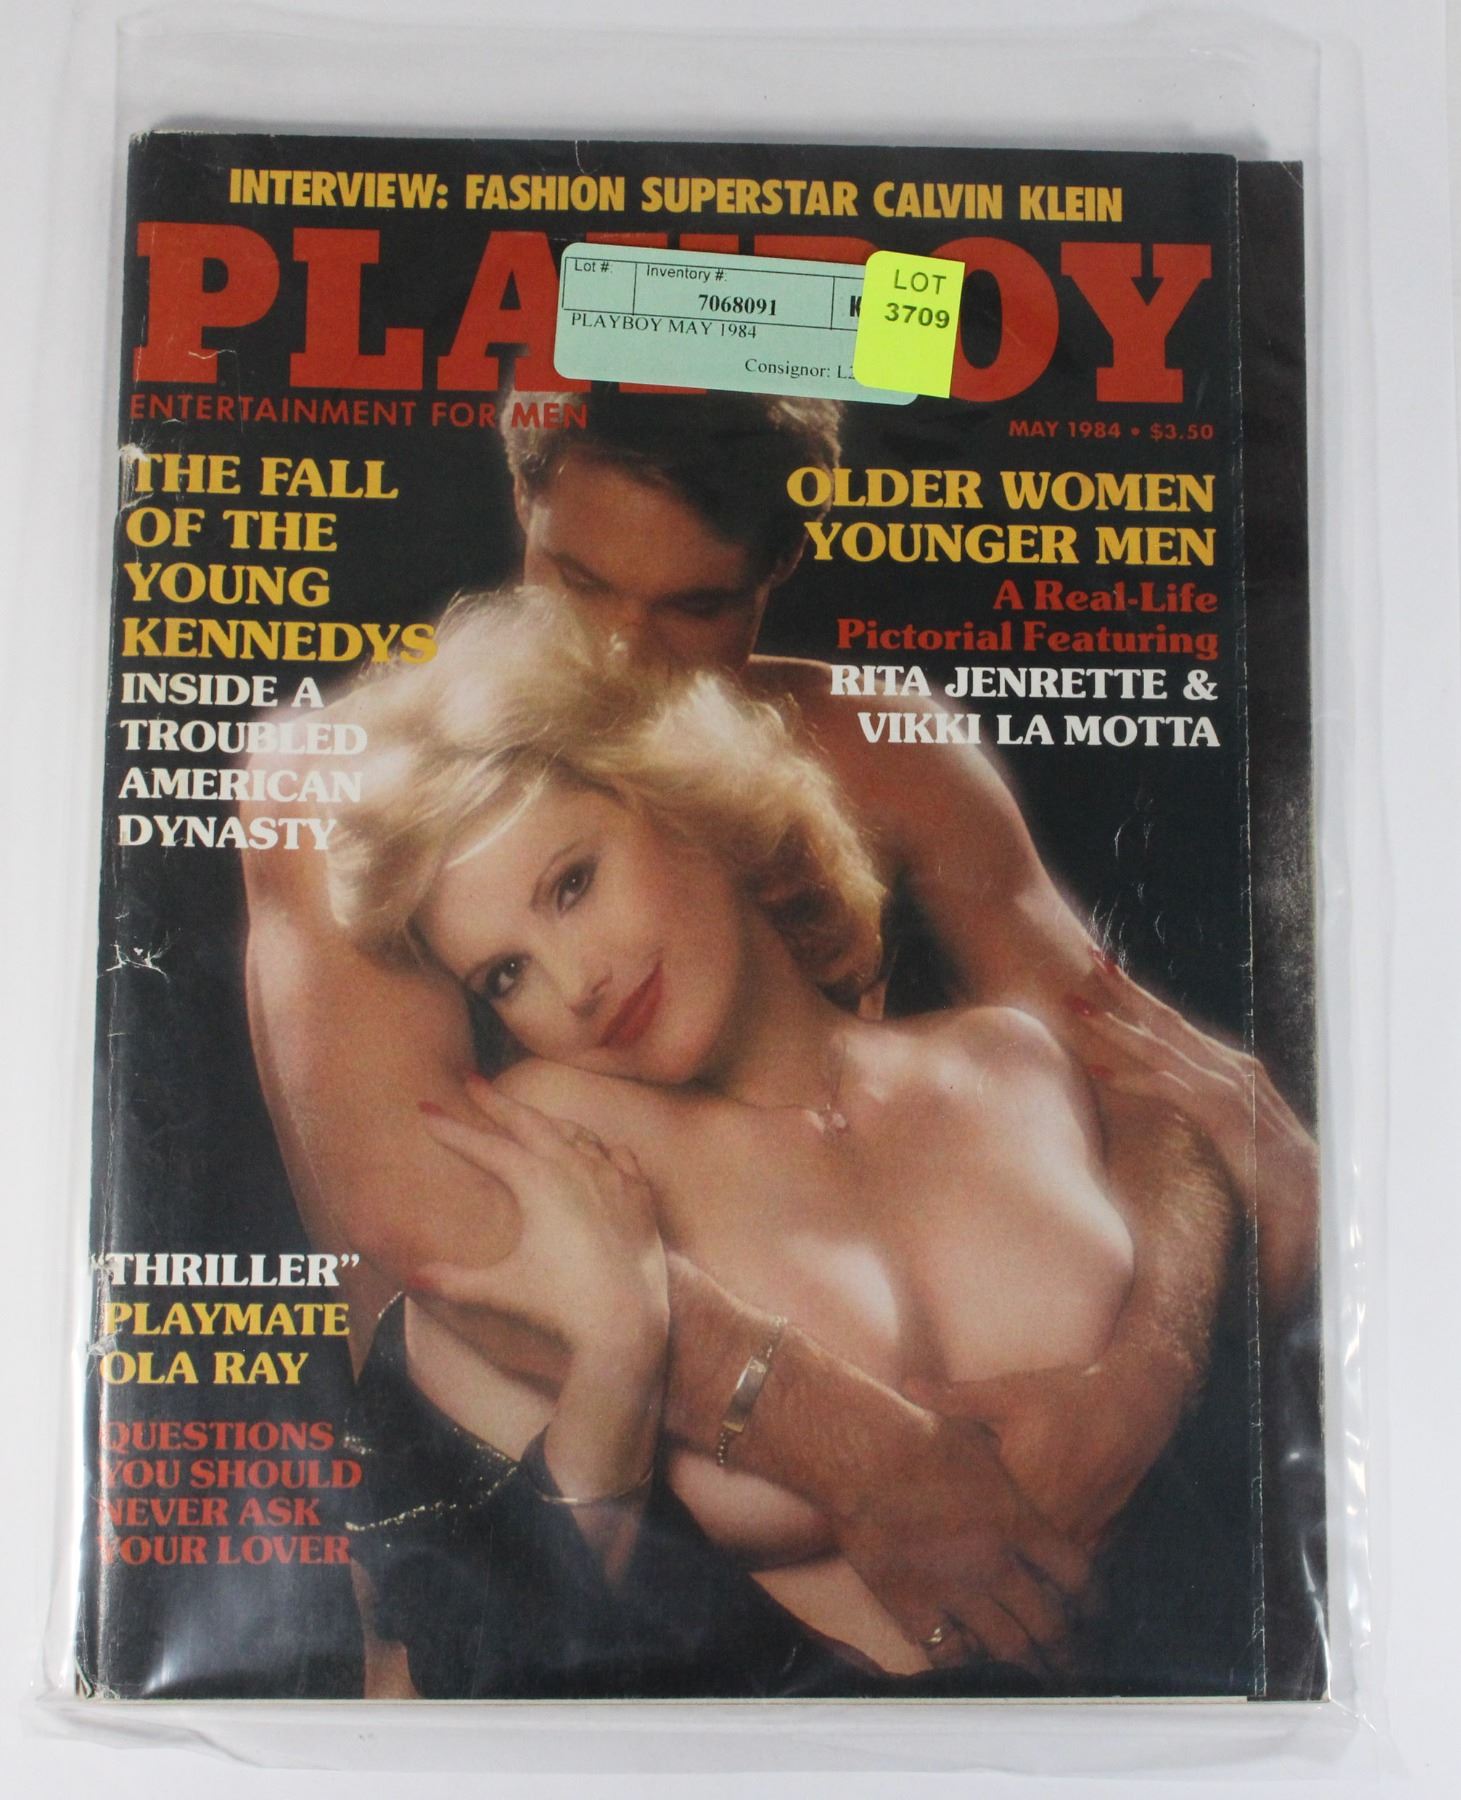 INTERVIEW: FASHION SUPERSTAR CALVIN KLEIN
Lot #: Inventory #:
7068091
PLAYBOY MAY 1984
Consignor:
LOT
3709
ENTERTAINMENT FOR MEN
MAY 1984 • $3.50
THE FALL
OF THE
YOUNG
KENNEDYS
INSIDE A
TROUBLED
AMERICAN
DYNASTY
OLDER WOMEN
YOUNGER MEN
A Real-Life
Pictorial Featuring
RITA JENRETTE &
VIKKI LA MOTTA
"THRILLER”
PLAYMATE
OLA RAY
QUESTIONS
YOU SHOULD
NEVER ASK
YOUR LOVER